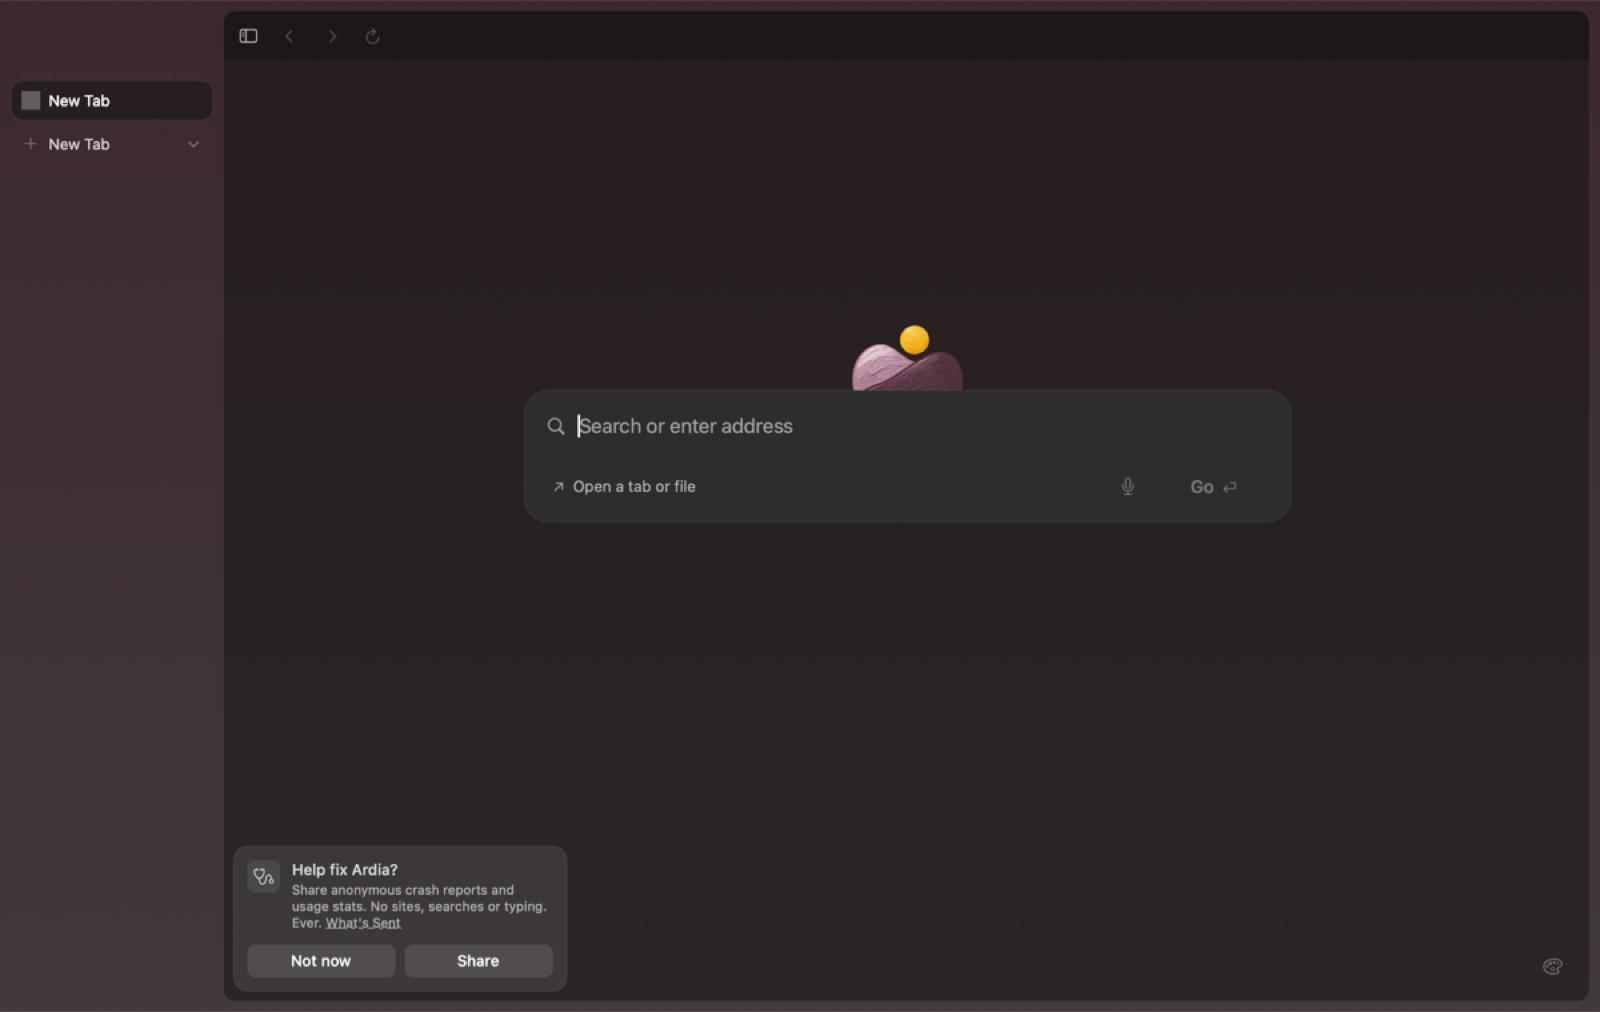 New Tab
New Tab
Search or enter address
Open a tab or file
Go
Help fix Ardia?
Share anonymous crash reports and
usage stats. No sites, searches or typing.
Ever. What's Sent
Not now
Share